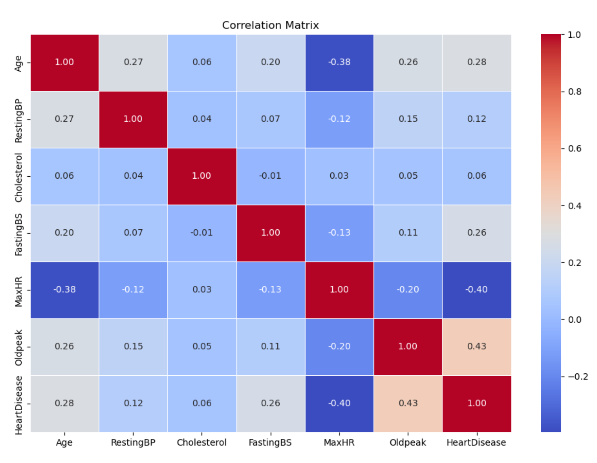 Correlation Matrix
Age 1.00 0.27 0.06 0.20 -0.38 0.26 0.28
RestingBP 0.27 1.00 0.04 0.07 -0.12 0.15 0.12
Cholesterol 0.06 0.04 1.00 -0.01 0.03 0.05 0.06
FastingBS 0.20 0.07 -0.01 1.00 -0.13 0.11 0.26
MaxHR -0.38 -0.12 0.03 -0.13 1.00 -0.20 -0.40
Oldpeak 0.26 0.15 0.05 0.11 -0.20 1.00 0.43
HeartDisease 0.28 0.12 0.06 0.26 -0.40 0.43 1.00
Age RestingBP Cholesterol FastingBS MaxHR Oldpeak HeartDisease
1.0
0.8
0.6
0.4
0.2
0.0
−0.2